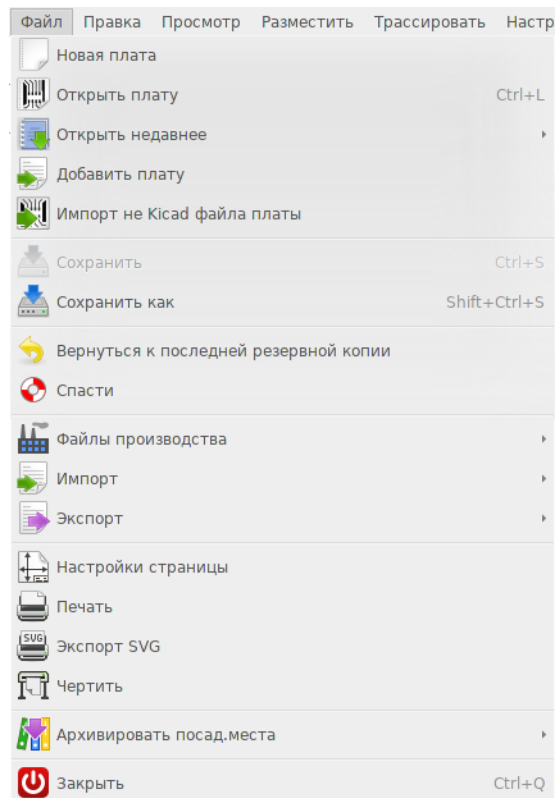 Файл Правка Просмотр Разместить Трассировать Настр
Новая плата
Открыть плату Ctrl+L
Открыть недавнее
Добавить плату
Импорт не Kicad файла платы
Сохранить Ctrl+S
Сохранить как Shift+Ctrl+S
Вернуться к последней резервной копии
Спасти
Файлы производства
Импорт
Экспорт
Настройки страницы
Печать
SVG Экспорт SVG
Чертить
Архивировать посад.места
Закрыть Ctrl+Q